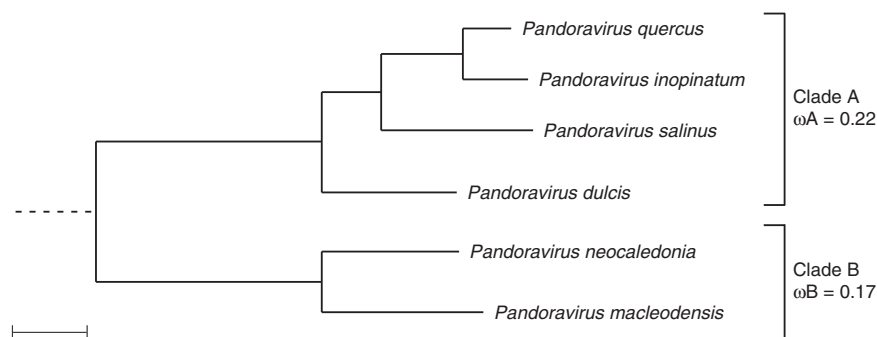 Pandoravirus quercus
Pandoravirus inopinatum
Clade A
ωA = 0.22
Pandoravirus salinus
Pandoravirus dulcis
Pandoravirus neocaledonia
Clade B
ωB = 0.17
Pandoravirus macleodensis